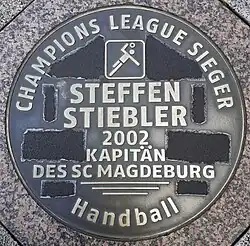 CHAMPIONS LEAGUE SIEGER
STEFFEN
STIEBLER
2002
KAPITÄN
DES SC MAGDEBURG
Handball